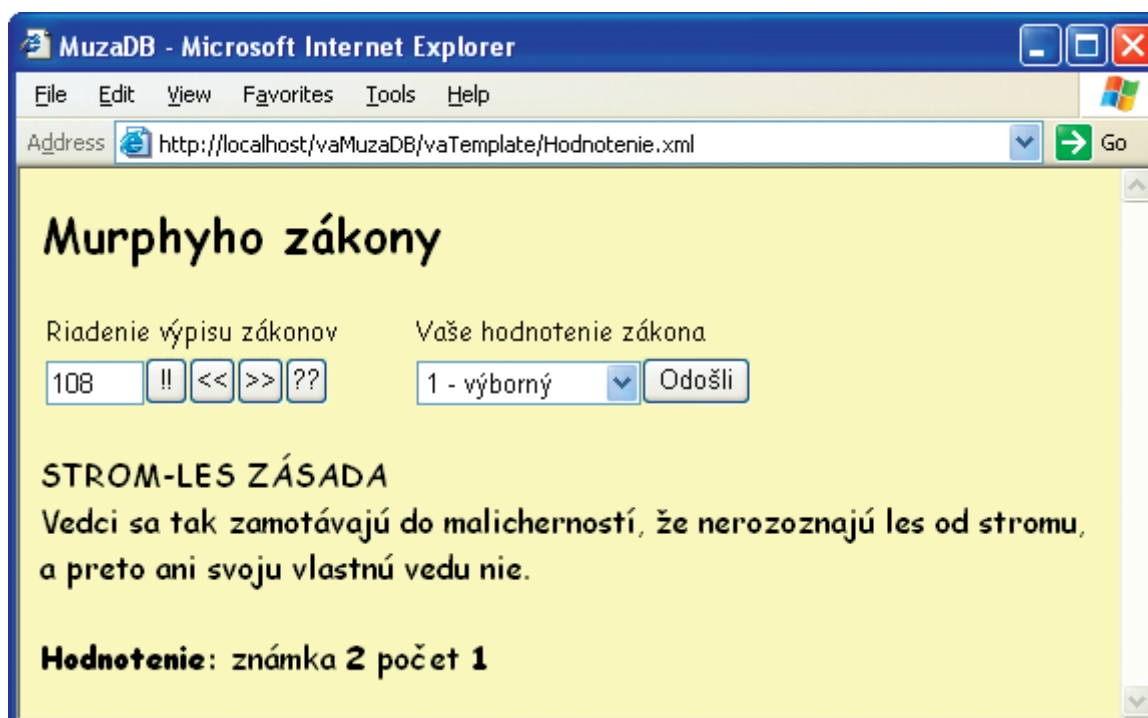 MuzaDB - Microsoft Internet Explorer
File Edit View Favorites Tools Help
Address http://localhost/vaMuzaDB/vaTemplate/Hodnotenie.xml Go
Murphyho zákony
Riadenie výpisu zákonov Vaše hodnotenie zákona
108 !! << >> ?? 1 - výborný Odošli
STROM-LES ZÁSADA
Vedci sa tak zamotávajú do malicherností, že nerozoznajú les od stromu,
a preto ani svoju vlastnú vedu nie.
Hodnotenie: známka 2 počet 1